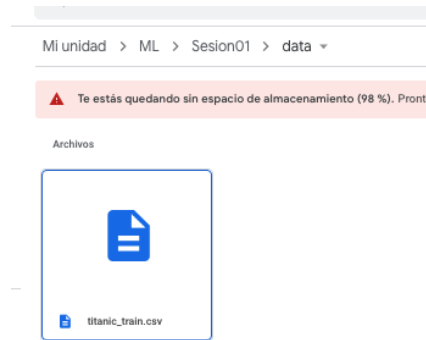 Mi unidad > ML > Sesion01 > data
Te estás quedando sin espacio de almacenamiento (98 %). Pront
Archivos
titanic_train.csv